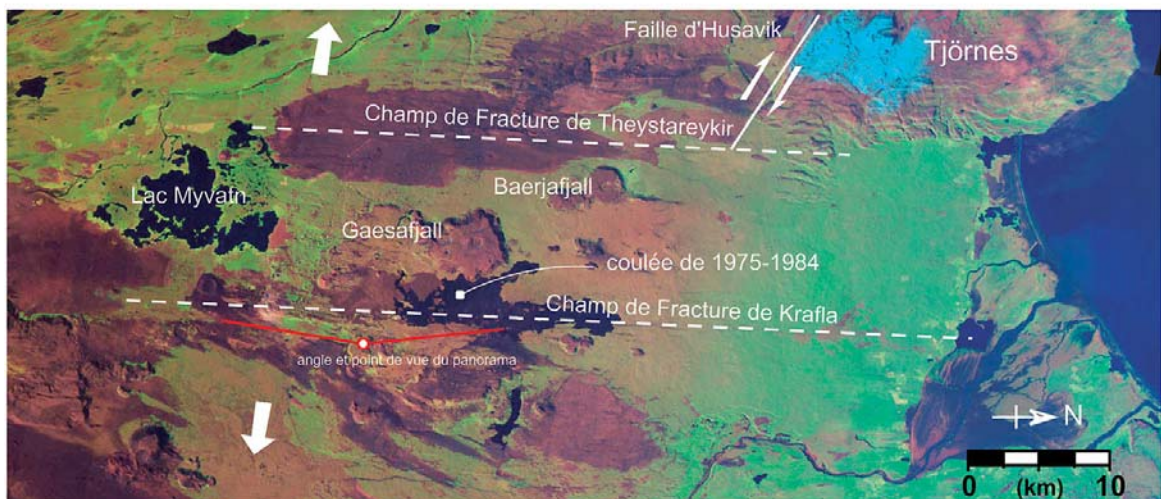 Faille d'Husavik
Tjörnes
Champ de Fracture de Theystareykir
Lac Myvafn
Baerjafjall
Gaesafjall
coulée de 1975-1984
Champ de Fracture de Krafla
angle et point de vue du panorama
N
0 (km) 10